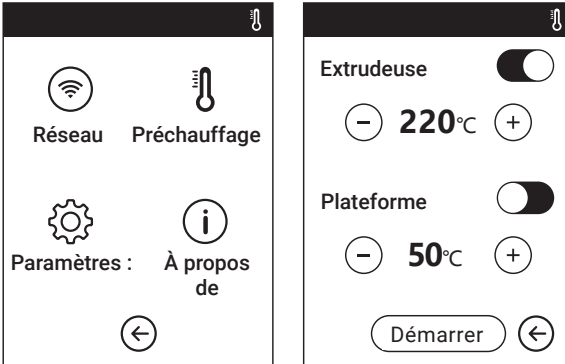 Réseau
Préchauffage
Paramètres :
À propos
de
Extrudeuse
220℃
Plateforme
50℃
Démarrer